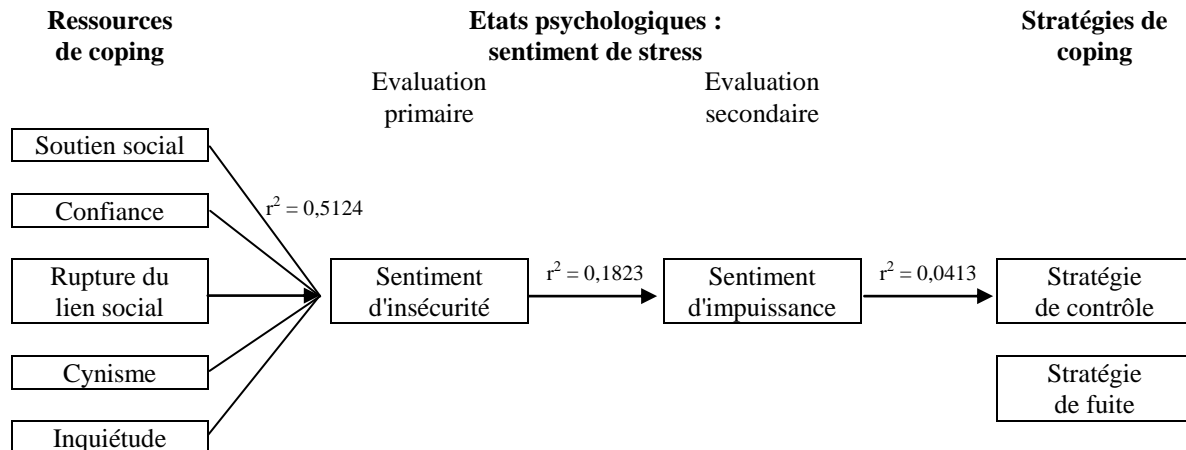 Ressources
de coping
Etats psychologiques :
sentiment de stress
Stratégies de
coping
Evaluation
primaire
Evaluation
secondaire
Soutien social
Confiance
Rupture du
lien social
Cynisme
Inquiétude
r² = 0,5124
Sentiment
d'insécurité
r² = 0,1823
Sentiment
d'impuissance
r² = 0,0413
Stratégie
de contrôle
Stratégie
de fuite